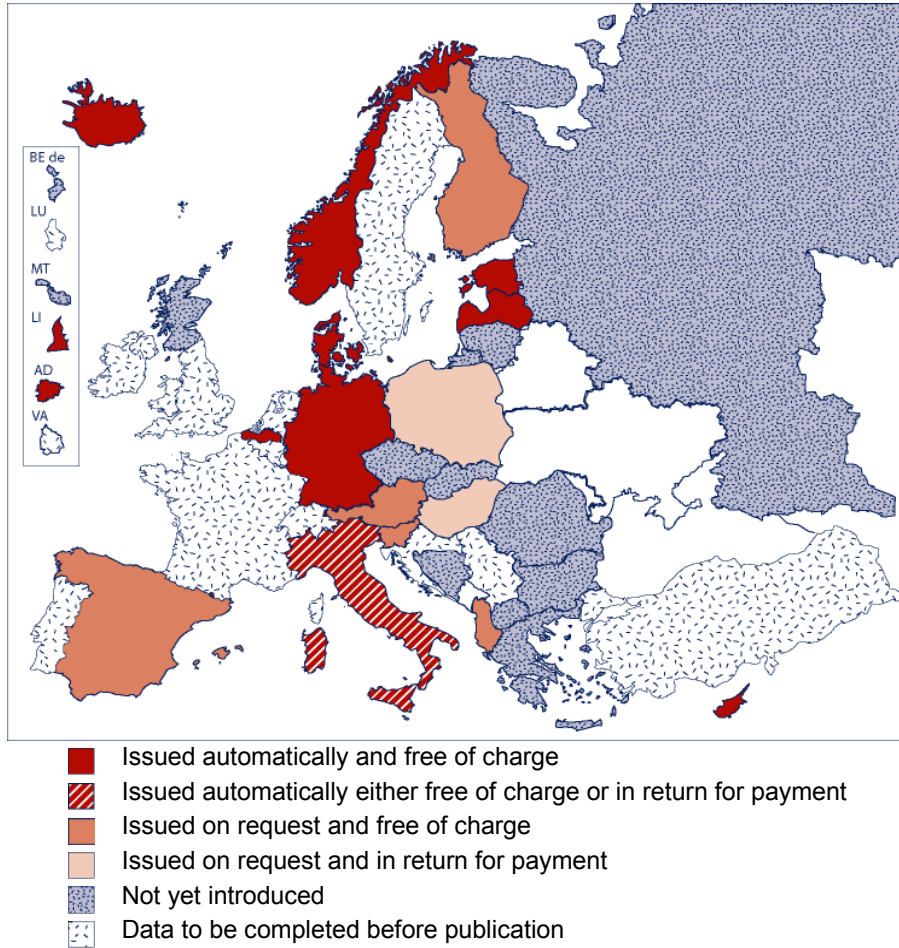 BE de
LU
MT
LI
AD
VA
Issued automatically and free of charge
Issued automatically either free of charge or in return for payment
Issued on request and free of charge
Issued on request and in return for payment
Not yet introduced
Data to be completed before publication